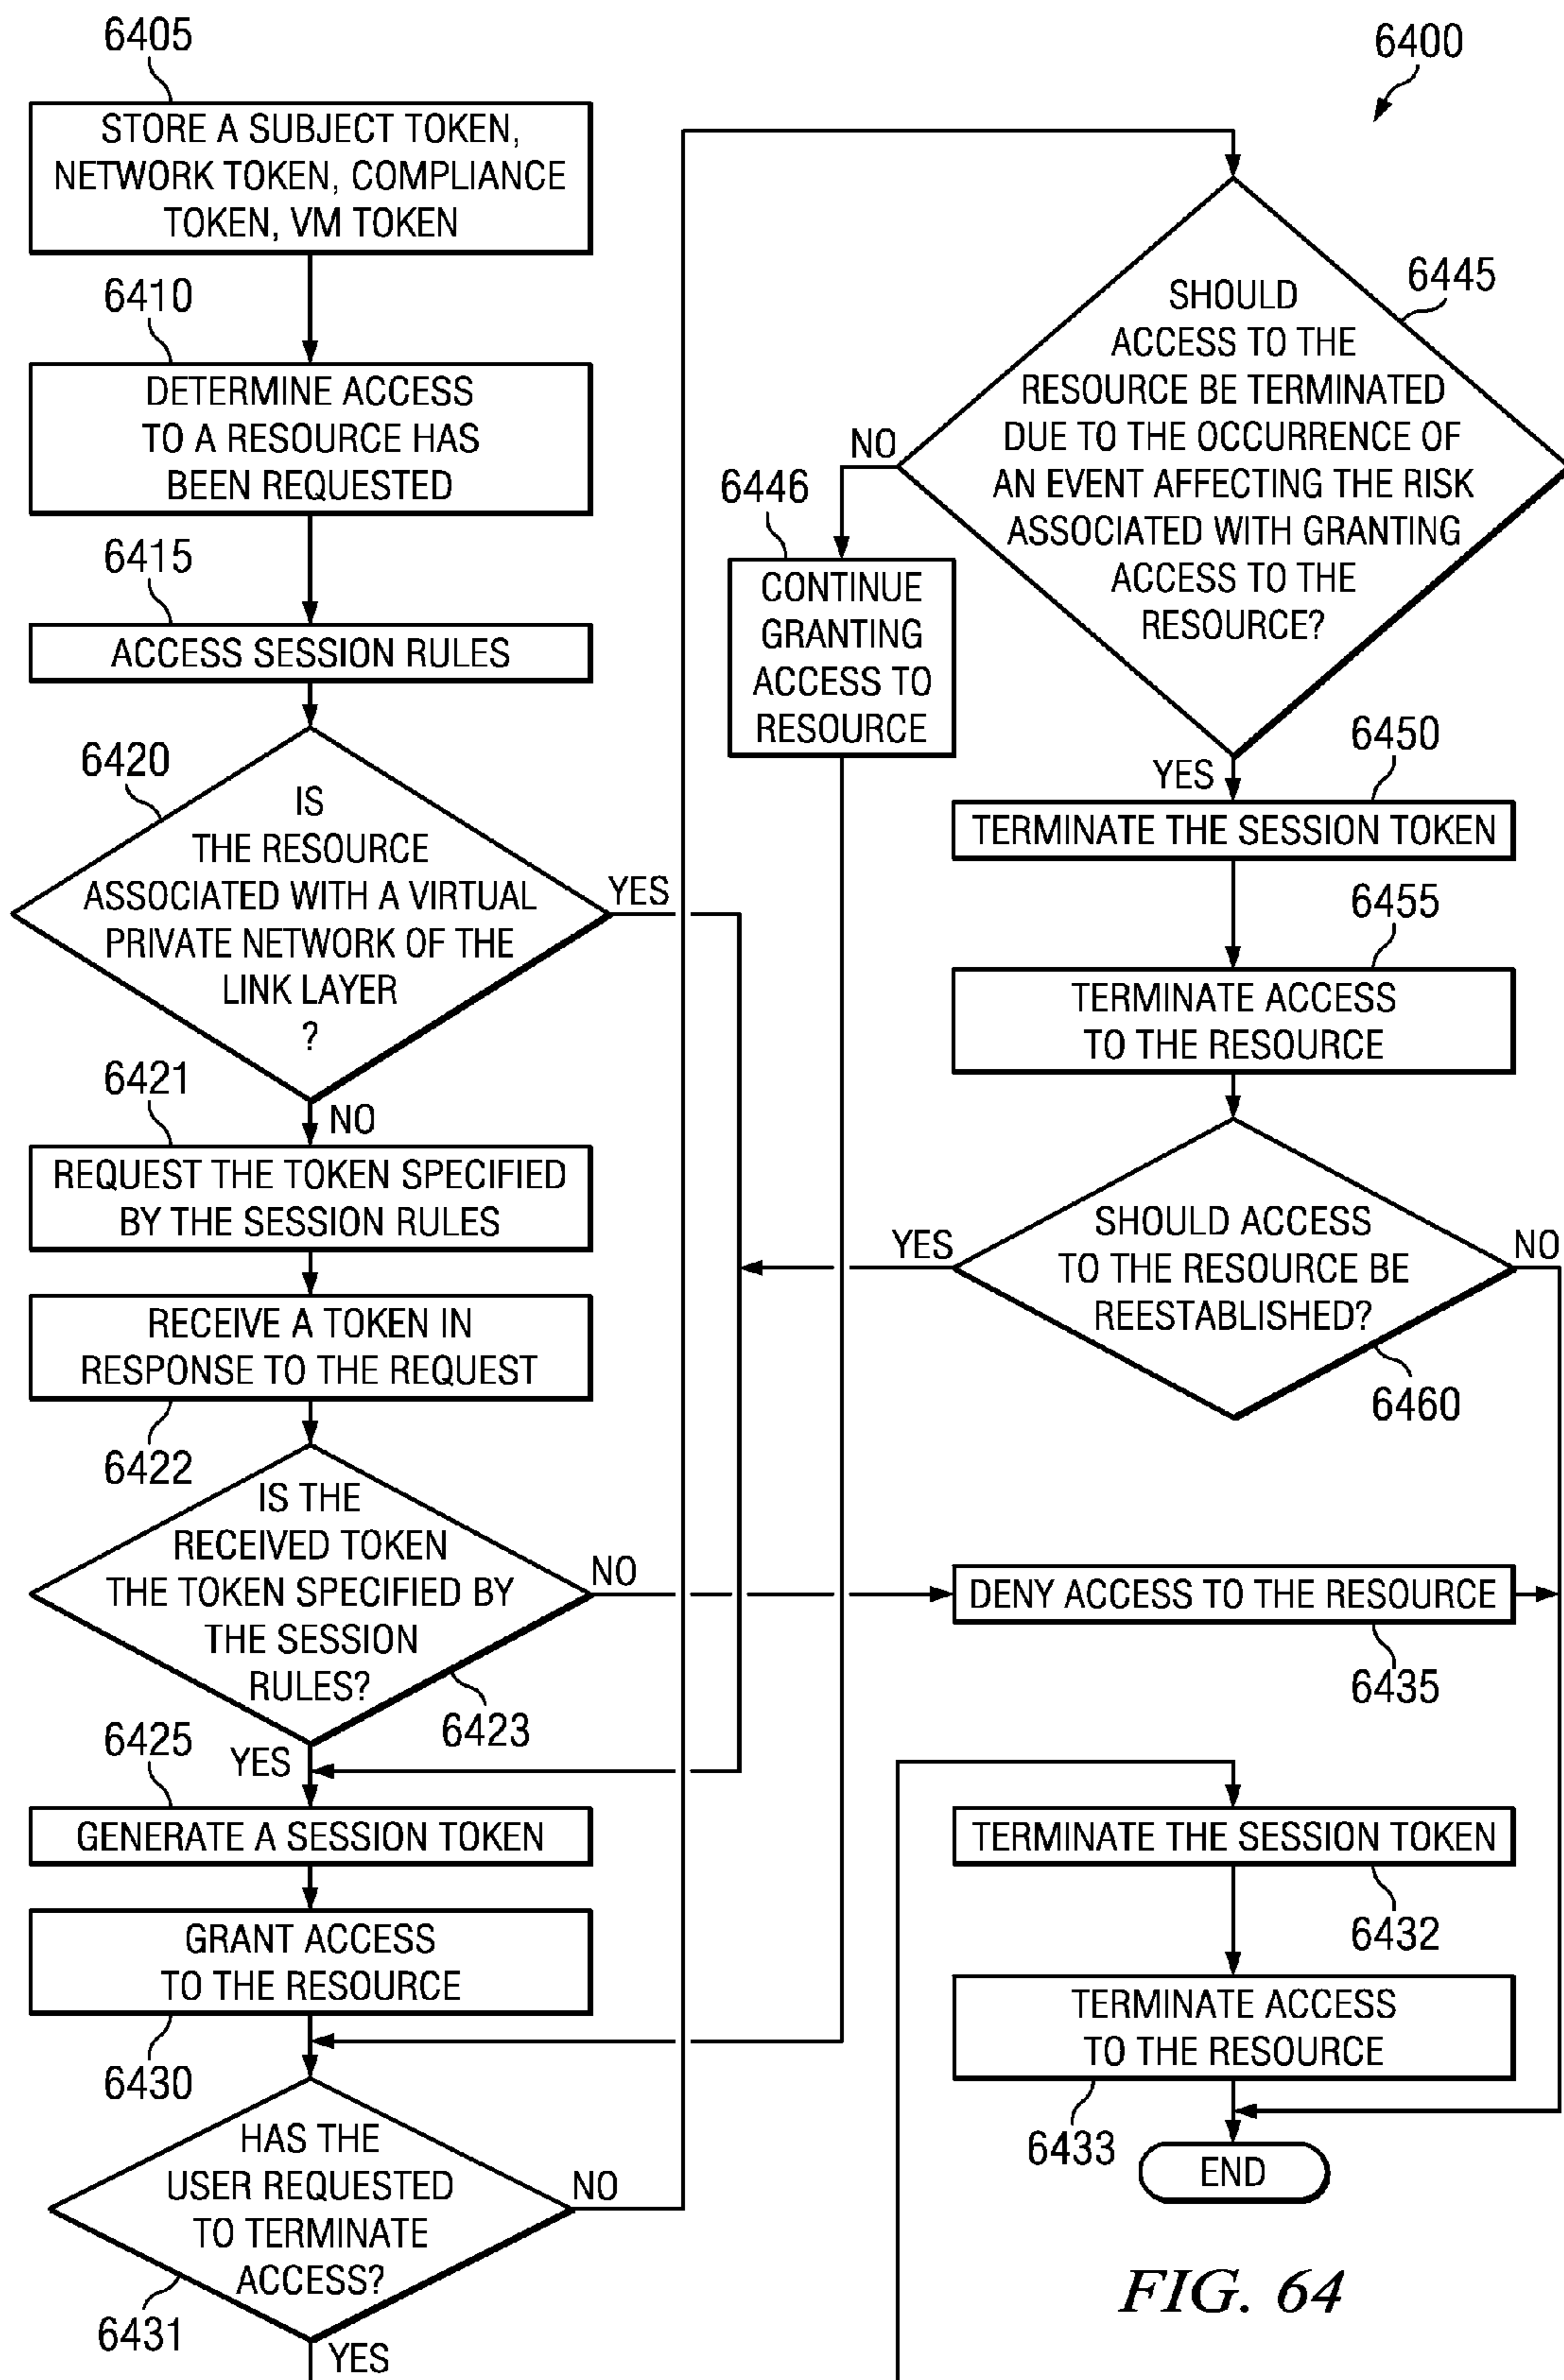 6405
STORE A SUBJECT TOKEN,
NETWORK TOKEN, COMPLIANCE
TOKEN, VM TOKEN
6410
DETERMINE ACCESS
TO A RESOURCE HAS
BEEN REQUESTED
6415
ACCESS SESSION RULES
6420
IS
THE RESOURCE
ASSOCIATED WITH A VIRTUAL
PRIVATE NETWORK OF THE
LINK LAYER
?
YES
6421
NO
REQUEST THE TOKEN SPECIFIED
BY THE SESSION RULES
RECEIVE A TOKEN IN
RESPONSE TO THE REQUEST
6422
IS THE
RECEIVED TOKEN
THE TOKEN SPECIFIED BY
THE SESSION
RULES?
NO
6423
6425
YES
GENERATE A SESSION TOKEN
GRANT ACCESS
TO THE RESOURCE
6430
HAS THE
USER REQUESTED
TO TERMINATE
ACCESS?
NO
6431
YES
6400
6445
SHOULD
ACCESS TO THE
RESOURCE BE TERMINATED
DUE TO THE OCCURRENCE OF
AN EVENT AFFECTING THE RISK
ASSOCIATED WITH GRANTING
ACCESS TO THE
RESOURCE?
NO
6446
CONTINUE
GRANTING
ACCESS TO
RESOURCE
YES
6450
TERMINATE THE SESSION TOKEN
6455
TERMINATE ACCESS
TO THE RESOURCE
SHOULD ACCESS
TO THE RESOURCE BE
REESTABLISHED?
YES
NO
6460
DENY ACCESS TO THE RESOURCE
6435
TERMINATE THE SESSION TOKEN
6432
TERMINATE ACCESS
TO THE RESOURCE
6433
END
FIG. 64